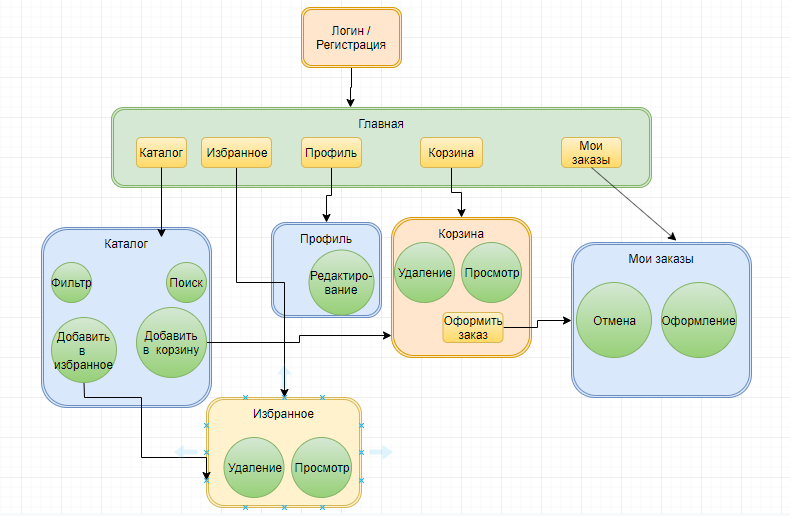 Логин /
Регистрация
Главная
Каталог
Избранное
Профиль
Корзина
Мои
заказы
Каталог
Фильтр
Поиск
Добавить
в
избранное
Добавить
в корзину
Профиль
Редактиро-
вание
Корзина
Удаление
Просмотр
Оформить
заказ
Мои заказы
Отмена
Оформление
Избранное
Удаление
Просмотр